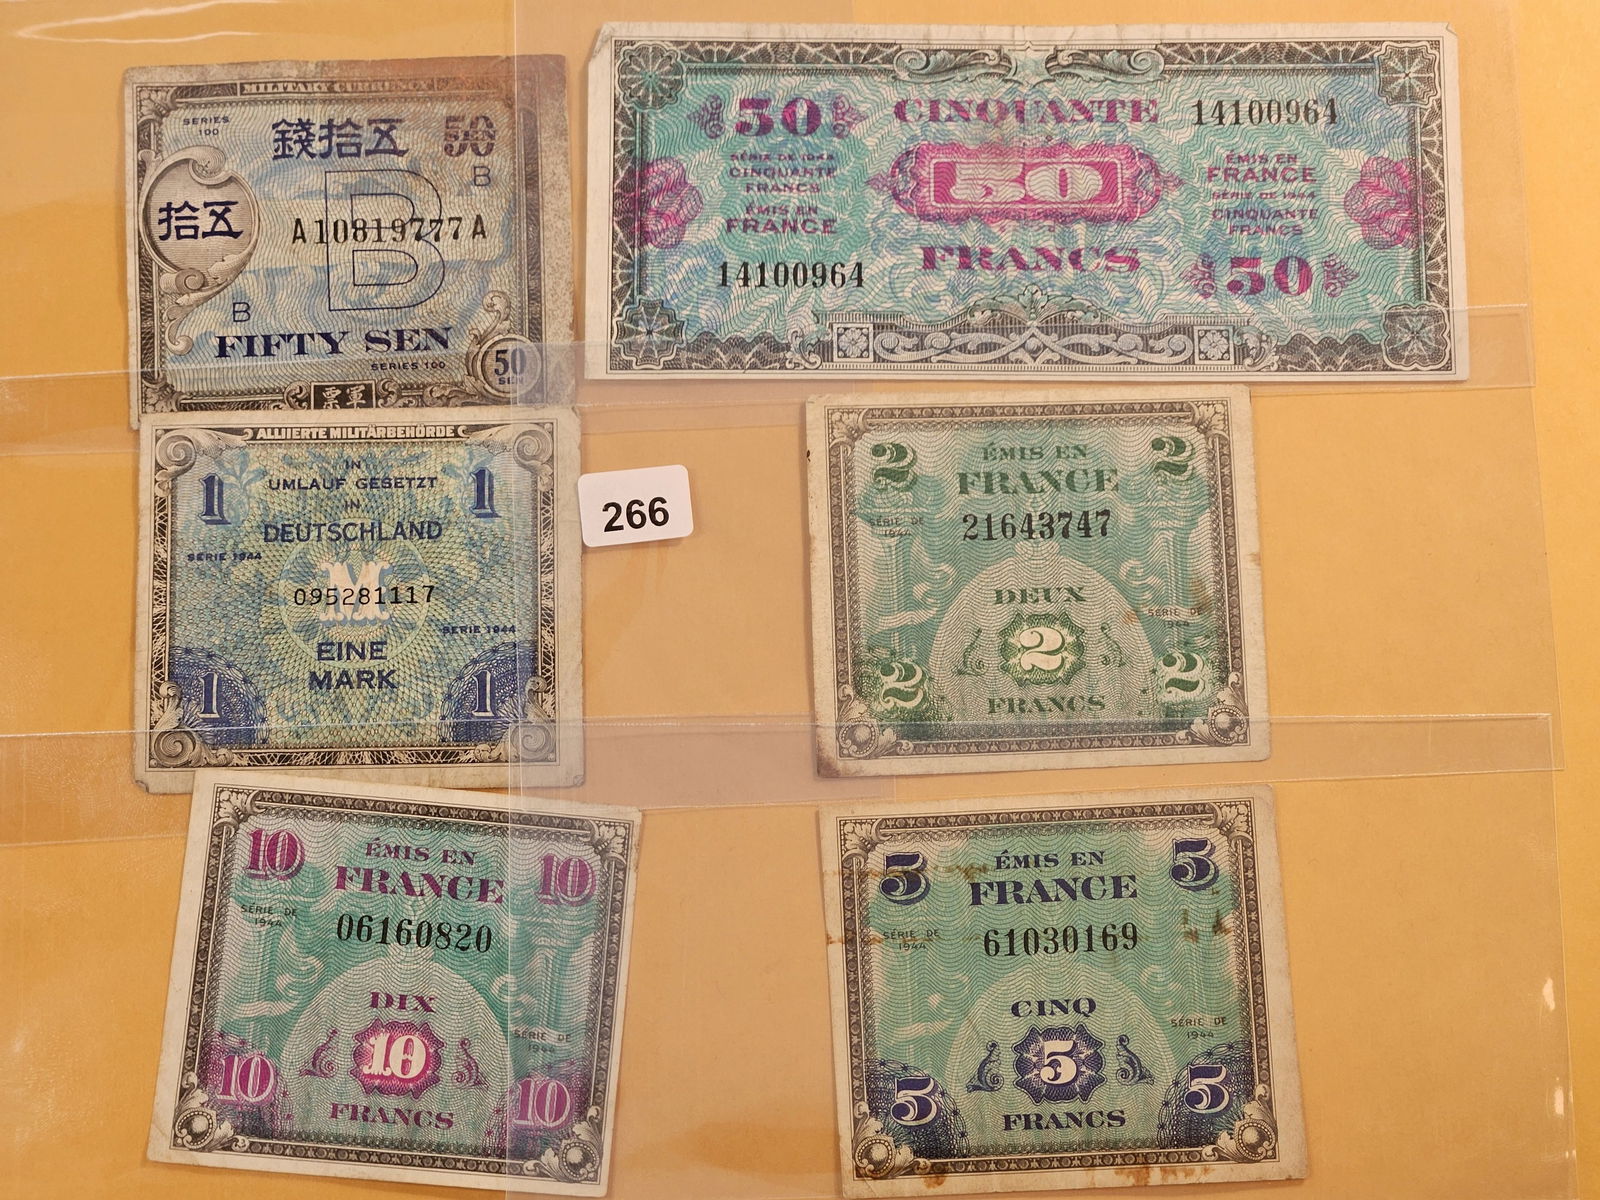 MILITARY CURRENCY
SERIES
100
錢拾五
50
SEN
B
拾五
A10819777A
B
B
FIFTY SEN
SERIES 100
50
SEN
票軍
50
CINQUANTE
14100964
SÉRIE DE 1944
CINQUANTE
FRANCS
ÉMIS EN
FRANCE
50
ÉMIS EN
FRANCE
SÉRIE DE 1944
CINQUANTE
FRANCS
14100964
FRANCS
50
ALLIIERTE MILITÄRBEHÖRDE
1
IN
UMLAUF GESETZT
IN
DEUTSCHLAND
1
SERIE 1944
M
095281117
SERIE 1944
EINE
MARK
1
1
266
2
ÉMIS EN
FRANCE
2
SÉRIE DE
1944
21643747
DEUX
SÉRIE DE
1944
2
2
2
FRANCS
10
ÉMIS EN
FRANCE
10
SÉRIE DE
1944
06160820
DIX
SÉRIE DE
1944
10
10
10
FRANCS
5
ÉMIS EN
FRANCE
5
SÉRIE DE
1944
61030169
CINQ
SÉRIE DE
1944
5
5
5
FRANCS